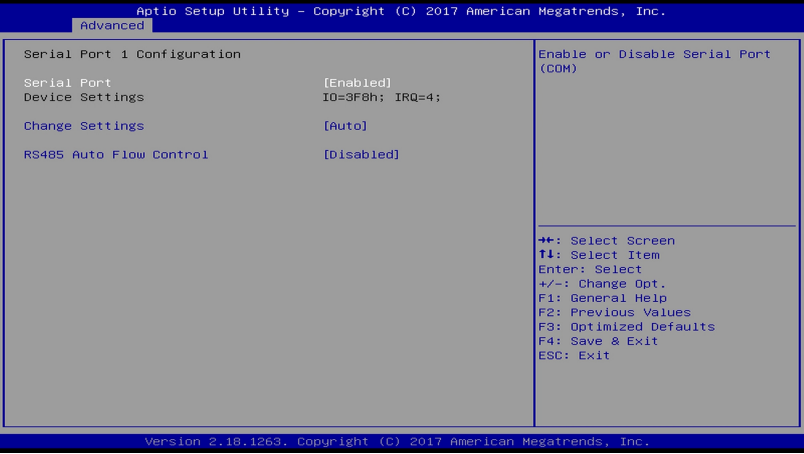 Aptio Setup Utility – Copyright (C) 2017 American Megatrends, Inc.
Advanced
Serial Port 1 Configuration
Serial Port [Enabled]
Device Settings IO=3F8h; IRQ=4;
Change Settings [Auto]
RS485 Auto Flow Control [Disabled]
Enable or Disable Serial Port
(COM)
→←: Select Screen
↑↓: Select Item
Enter: Select
+/–: Change Opt.
F1: General Help
F2: Previous Values
F3: Optimized Defaults
F4: Save & Exit
ESC: Exit
Version 2.18.1263. Copyright (C) 2017 American Megatrends, Inc.